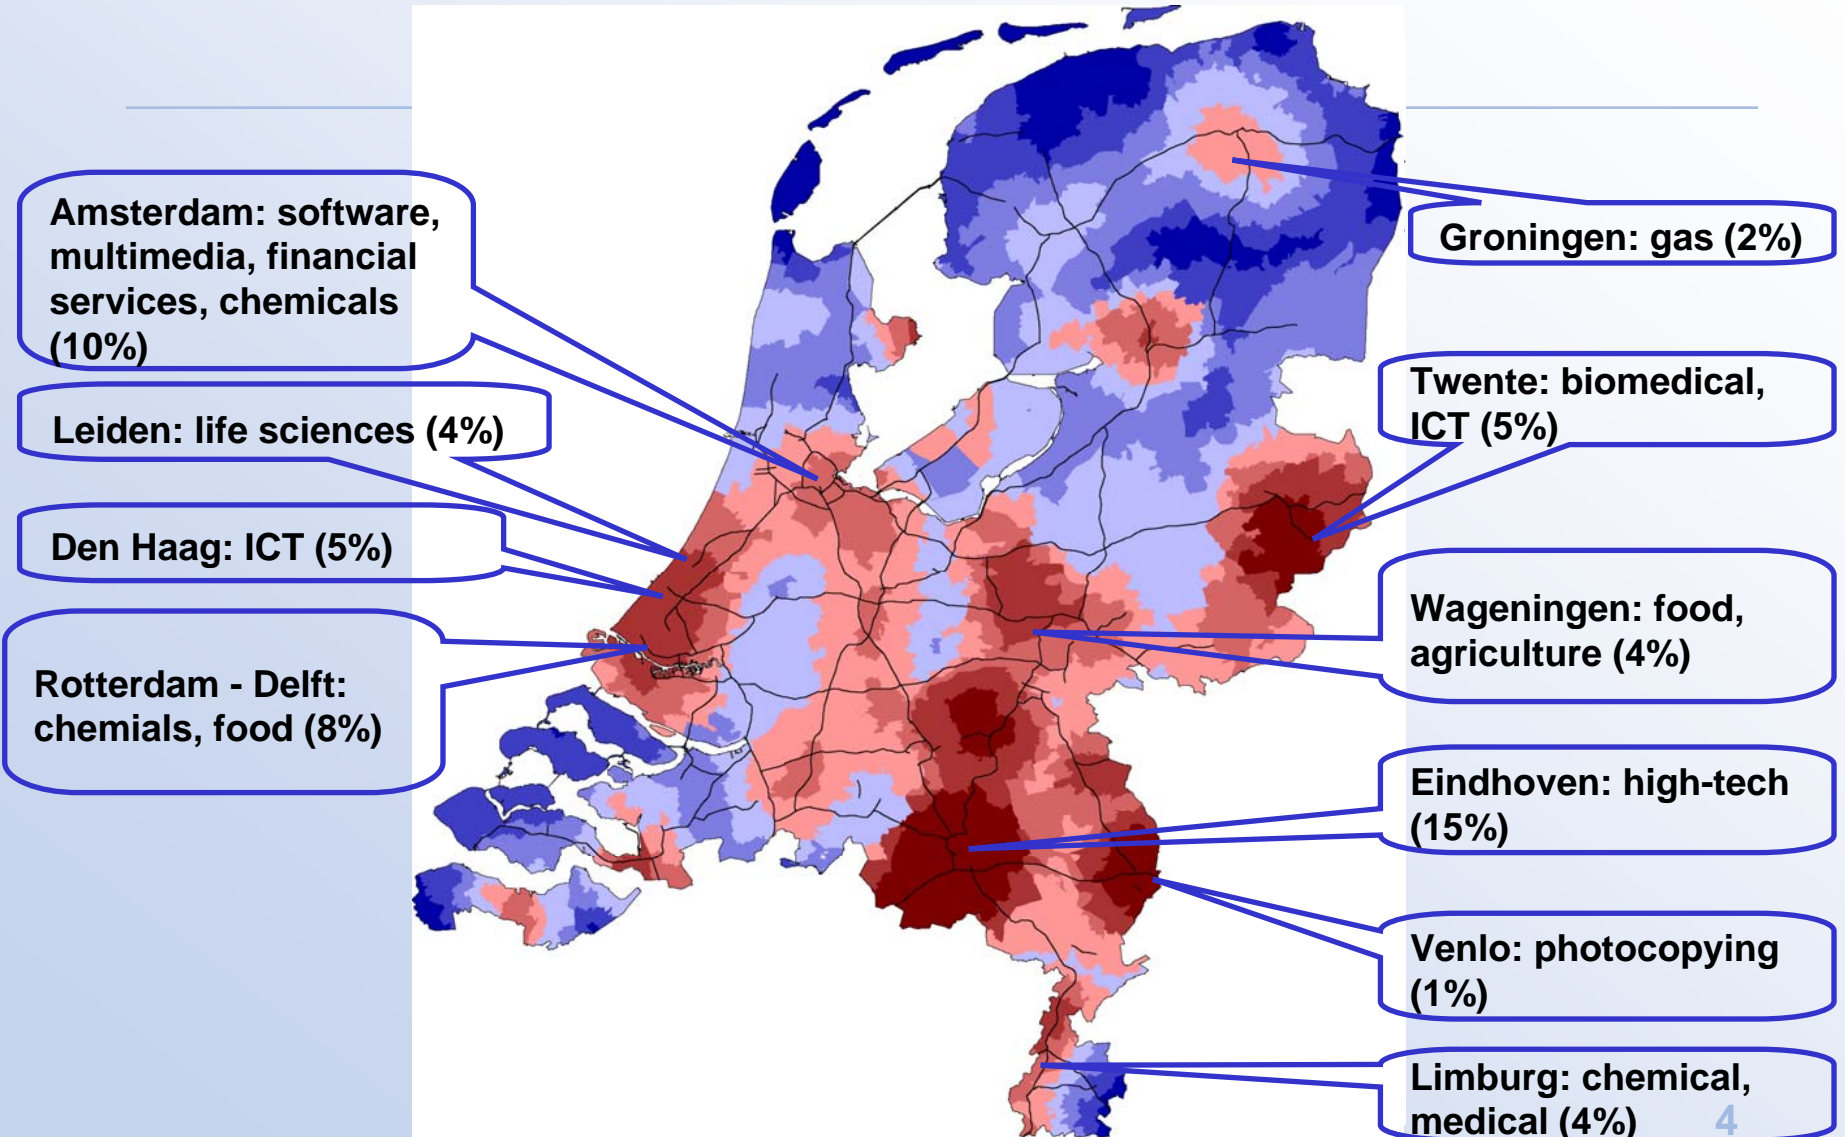 Amsterdam: software,
multimedia, financial
services, chemicals
(10%)
Leiden: life sciences (4%)
Den Haag: ICT (5%)
Rotterdam - Delft:
chemials, food (8%)
Groningen: gas (2%)
Twente: biomedical,
ICT (5%)
Wageningen: food,
agriculture (4%)
Eindhoven: high-tech
(15%)
Venlo: photocopying
(1%)
Limburg: chemical,
medical (4%)
4